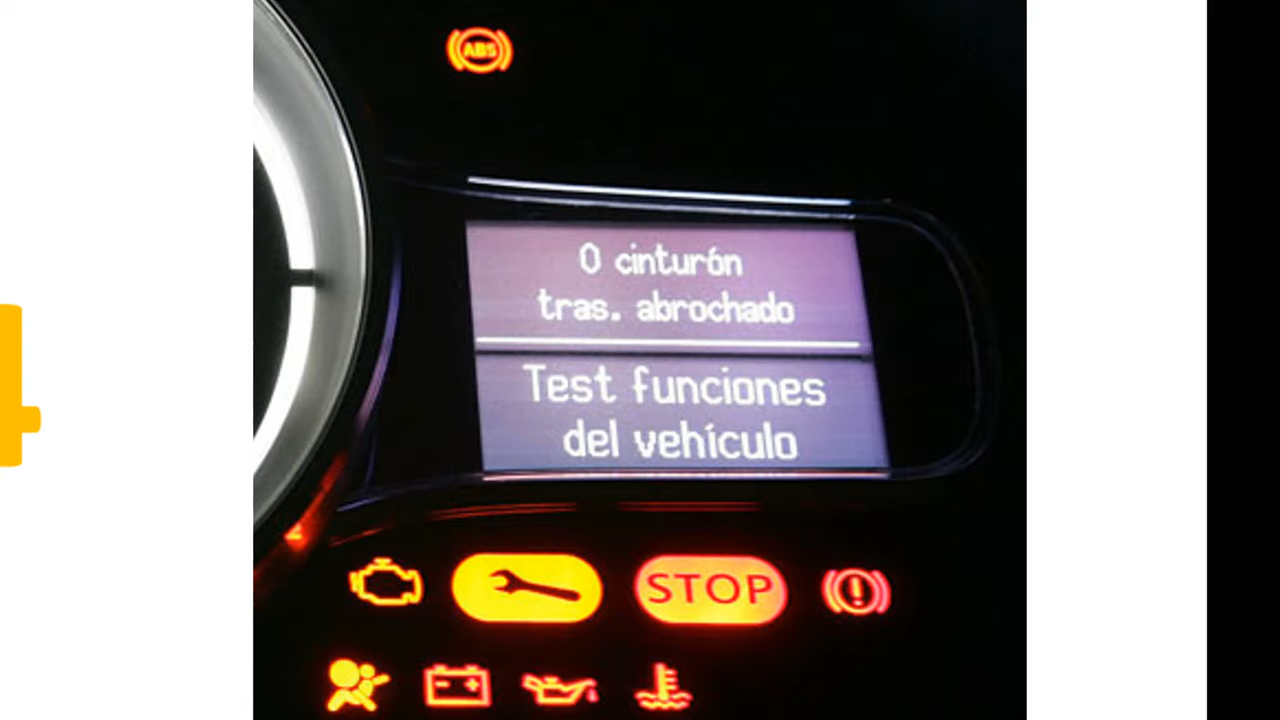 ABS
0 cinturón
tras. abrochado
Test funciones
del vehículo
STOP